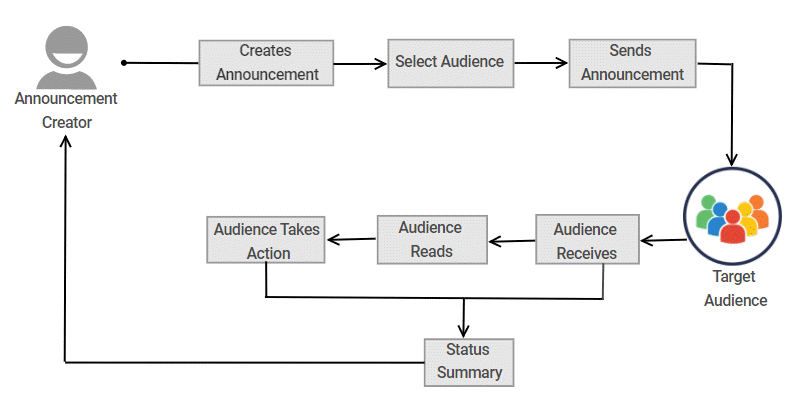 Announcement
Creator
Creates
Announcement
Select Audience
Sends
Announcement
Target
Audience
Audience
Receives
Audience
Reads
Audience Takes
Action
Status
Summary